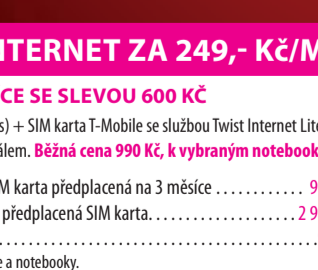 INTERNET ZA 249,- Kč/M
CE SE SLEVOU 600 KČ
s) + SIM karta T-Mobile se službou Twist Internet Lite
álem. Běžná cena 990 Kč, k vybraným notebook
M karta předplacená na 3 měsíce . . . . . . . . . . . . 9
předplacená SIM karta. . . . . . . . . . . . . . . . . . . . . 2 9
. . . . . . . . . . . . . . . . . . . . . . . . . . . . . . . . . . . . . . . . . . . .
e a notebooky.